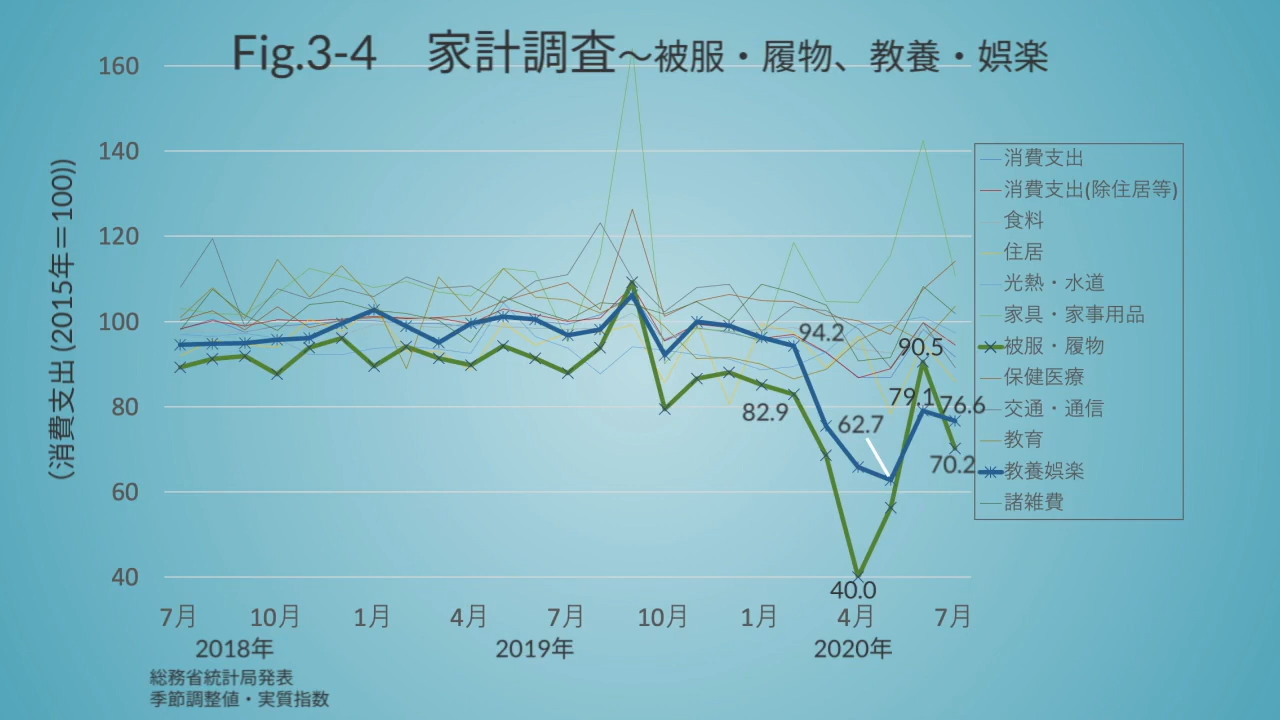 Fig.3-4　家計調査～被服・履物、教養・娯楽
（消費支出 (2015年＝100)）
160
140
120
100
80
60
40
94.2
90.5
82.9
62.7
79.1
76.6
70.2
40.0
消費支出
消費支出(除住居等)
食料
住居
光熱・水道
家具・家事用品
被服・履物
保健医療
交通・通信
教育
教養娯楽
諸雑費
7月 10月 1月 4月 7月 10月 1月 4月 7月
2018年 2019年 2020年
総務省統計局発表
季節調整値・実質指数